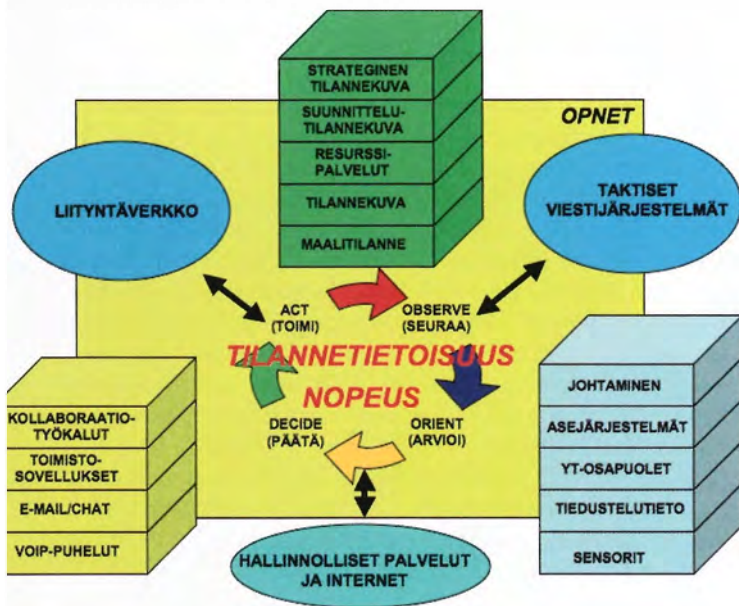 STRATEGINEN
TILANNEKUVA
SUUNNITTELU-
TILANNEKUVA
RESURSSI-
PALVELUT
TILANNEKUVA
MAALITILANNE
OPNET
LIITYNTÄVERKKO
TAKTISET
VIESTIJÄRJESTELMÄT
ACT
(TOIMI)
OBSERVE
(SEURAA)
TILANNETIETOISUUS
NOPEUS
DECIDE
(PÄÄTÄ)
ORIENT
(ARVIOI)
KOLLABORAATIO-
TYÖKALUT
TOIMISTO-
SOVELLUKSET
E-MAIL/CHAT
VOIP-PUHELUT
JOHTAMINEN
ASEJÄRJESTELMÄT
YT-OSAPUOLET
TIEDUSTELUTIETO
SENSORIT
HALLINNOLLISET PALVELUT
JA INTERNET